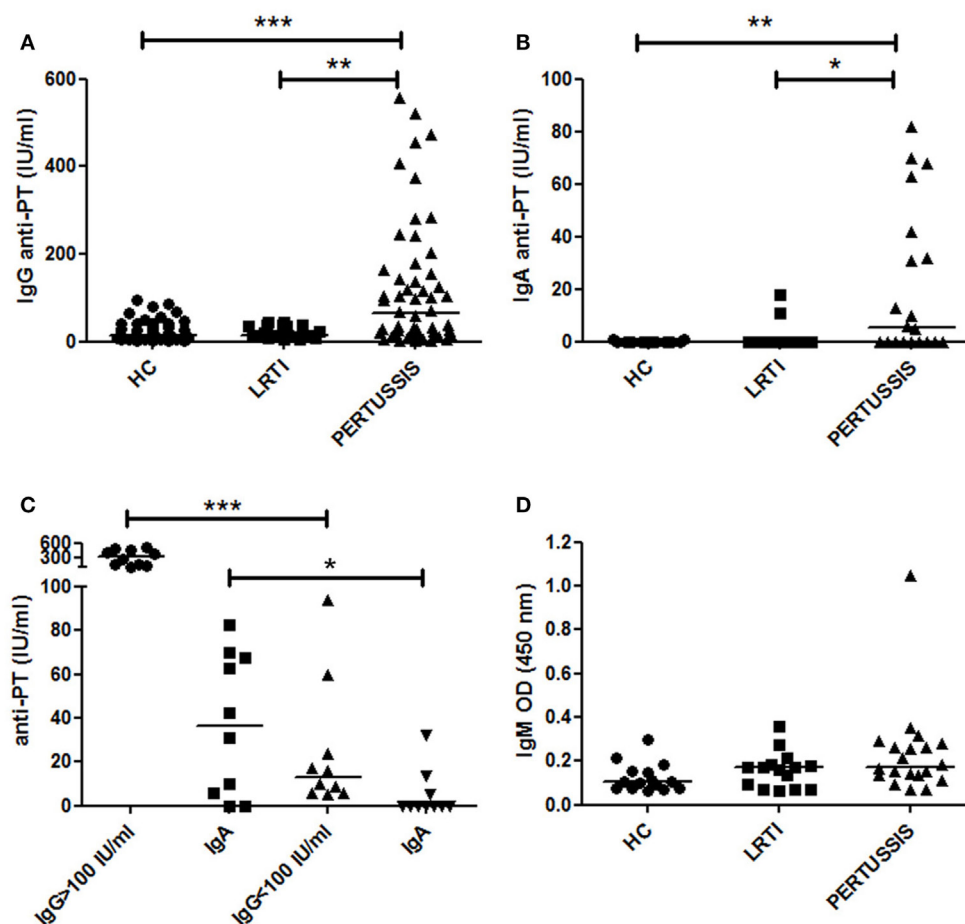 A
***
**
IgG anti-PT (IU/ml)
600
400
200
0
HC
LRTI
PERTUSSIS
B
**
*
IgA anti-PT (IU/ml)
100
80
60
40
20
0
HC
LRTI
PERTUSSIS
C
***
*
anti-PT (IU/ml)
600
300
1
100
80
60
40
20
0
IgG>100 IU/ml
IgA
IgG<100 IU/ml
IgA
D
IgM OD (450 nm)
1.2
1.0
0.8
0.6
0.4
0.2
0.0
HC
LRTI
PERTUSSIS